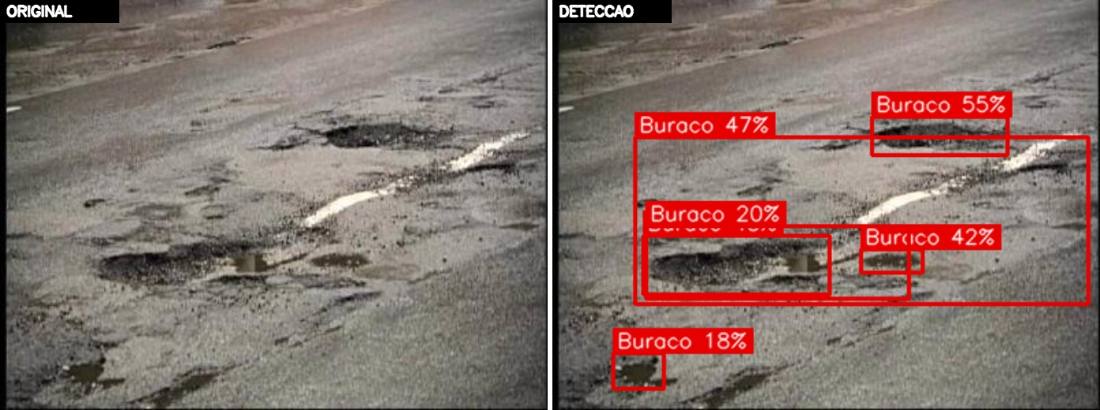 ORIGINAL
DETECCAO
Buraco 55%
Buraco 47%
Buraco 20%
Buraco 42%
Buraco 18%